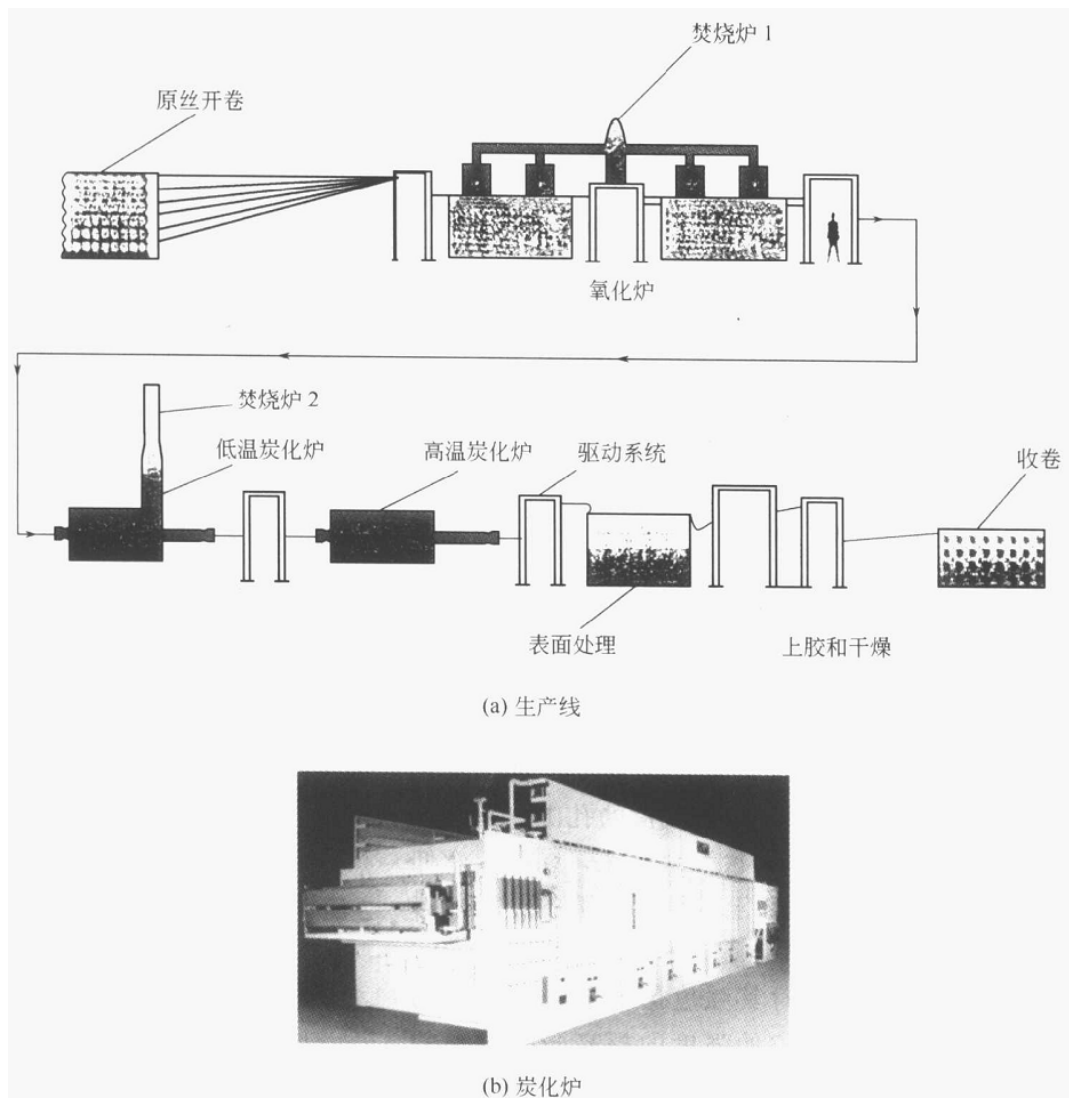 焚烧炉 1
原丝开卷
氧化炉
焚烧炉 2
低温炭化炉
高温炭化炉
驱动系统
收卷
表面处理
上胶和干燥
(a) 生产线
(b) 炭化炉